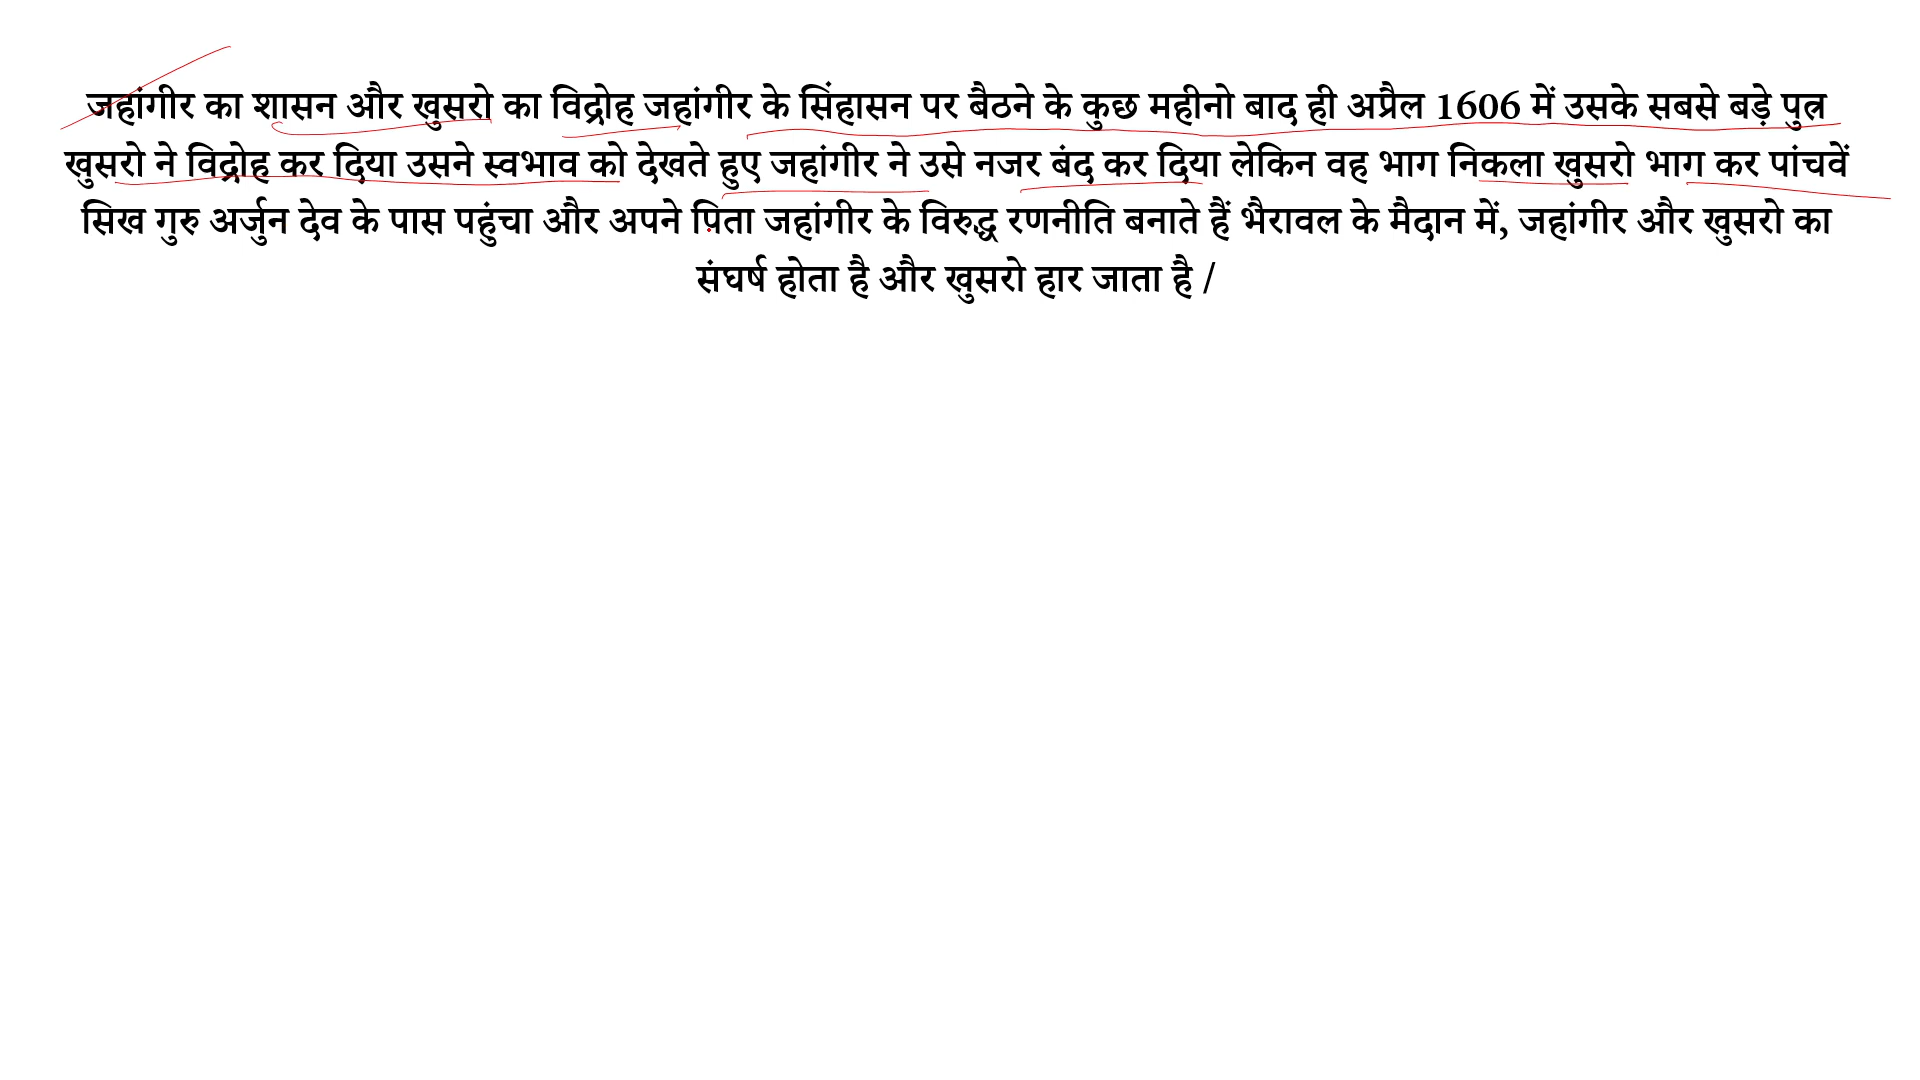 जहांगीर का शासन और खुसरो का विद्रोह जहांगीर के सिंहासन पर बैठने के कुछ महीनो बाद ही अप्रैल 1606 में उसके सबसे बड़े पुत्र
खुसरो ने विद्रोह कर दिया उसने स्वभाव को देखते हुए जहांगीर ने उसे नजर बंद कर दिया लेकिन वह भाग निकला खुसरो भाग कर पांचवें
सिख गुरु अर्जुन देव के पास पहुंचा और अपने पिता जहांगीर के विरुद्ध रणनीति बनाते हैं भैरावल के मैदान में, जहांगीर और खुसरो का
संघर्ष होता है और खुसरो हार जाता है /